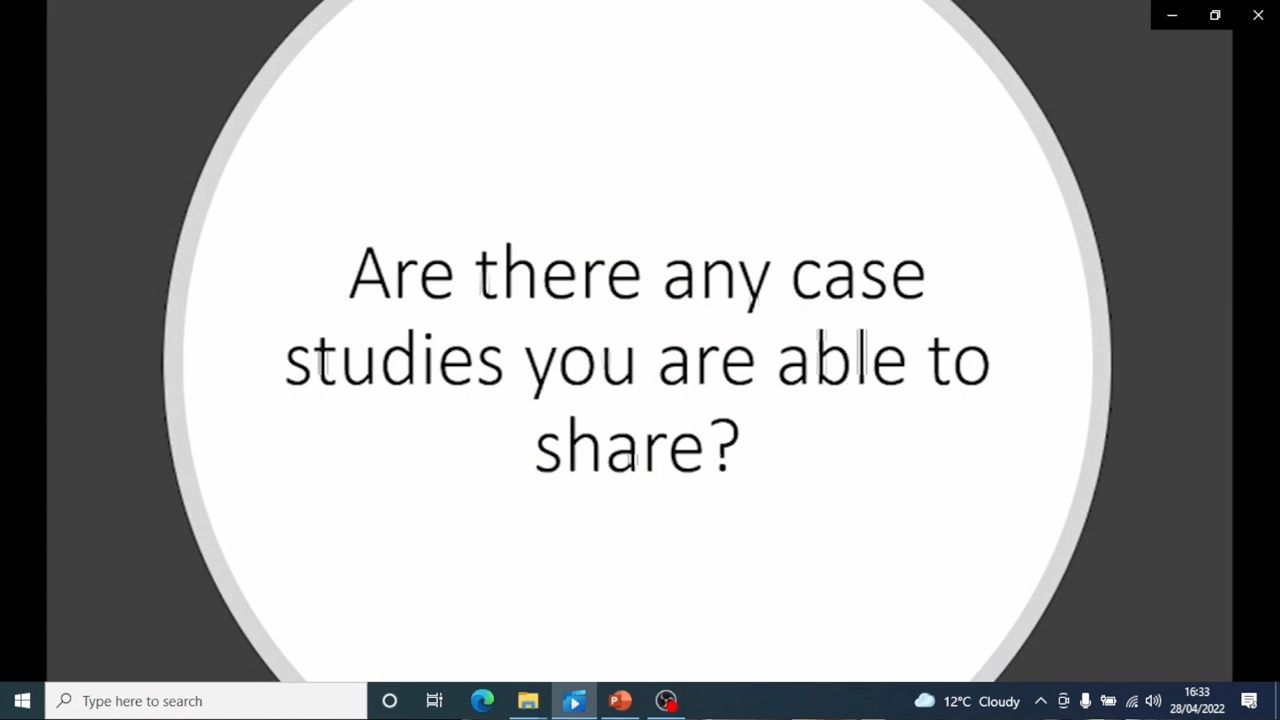 Are there any case
studies you are able to
share?
Type here to search
12°C Cloudy
16:33
28/04/2022